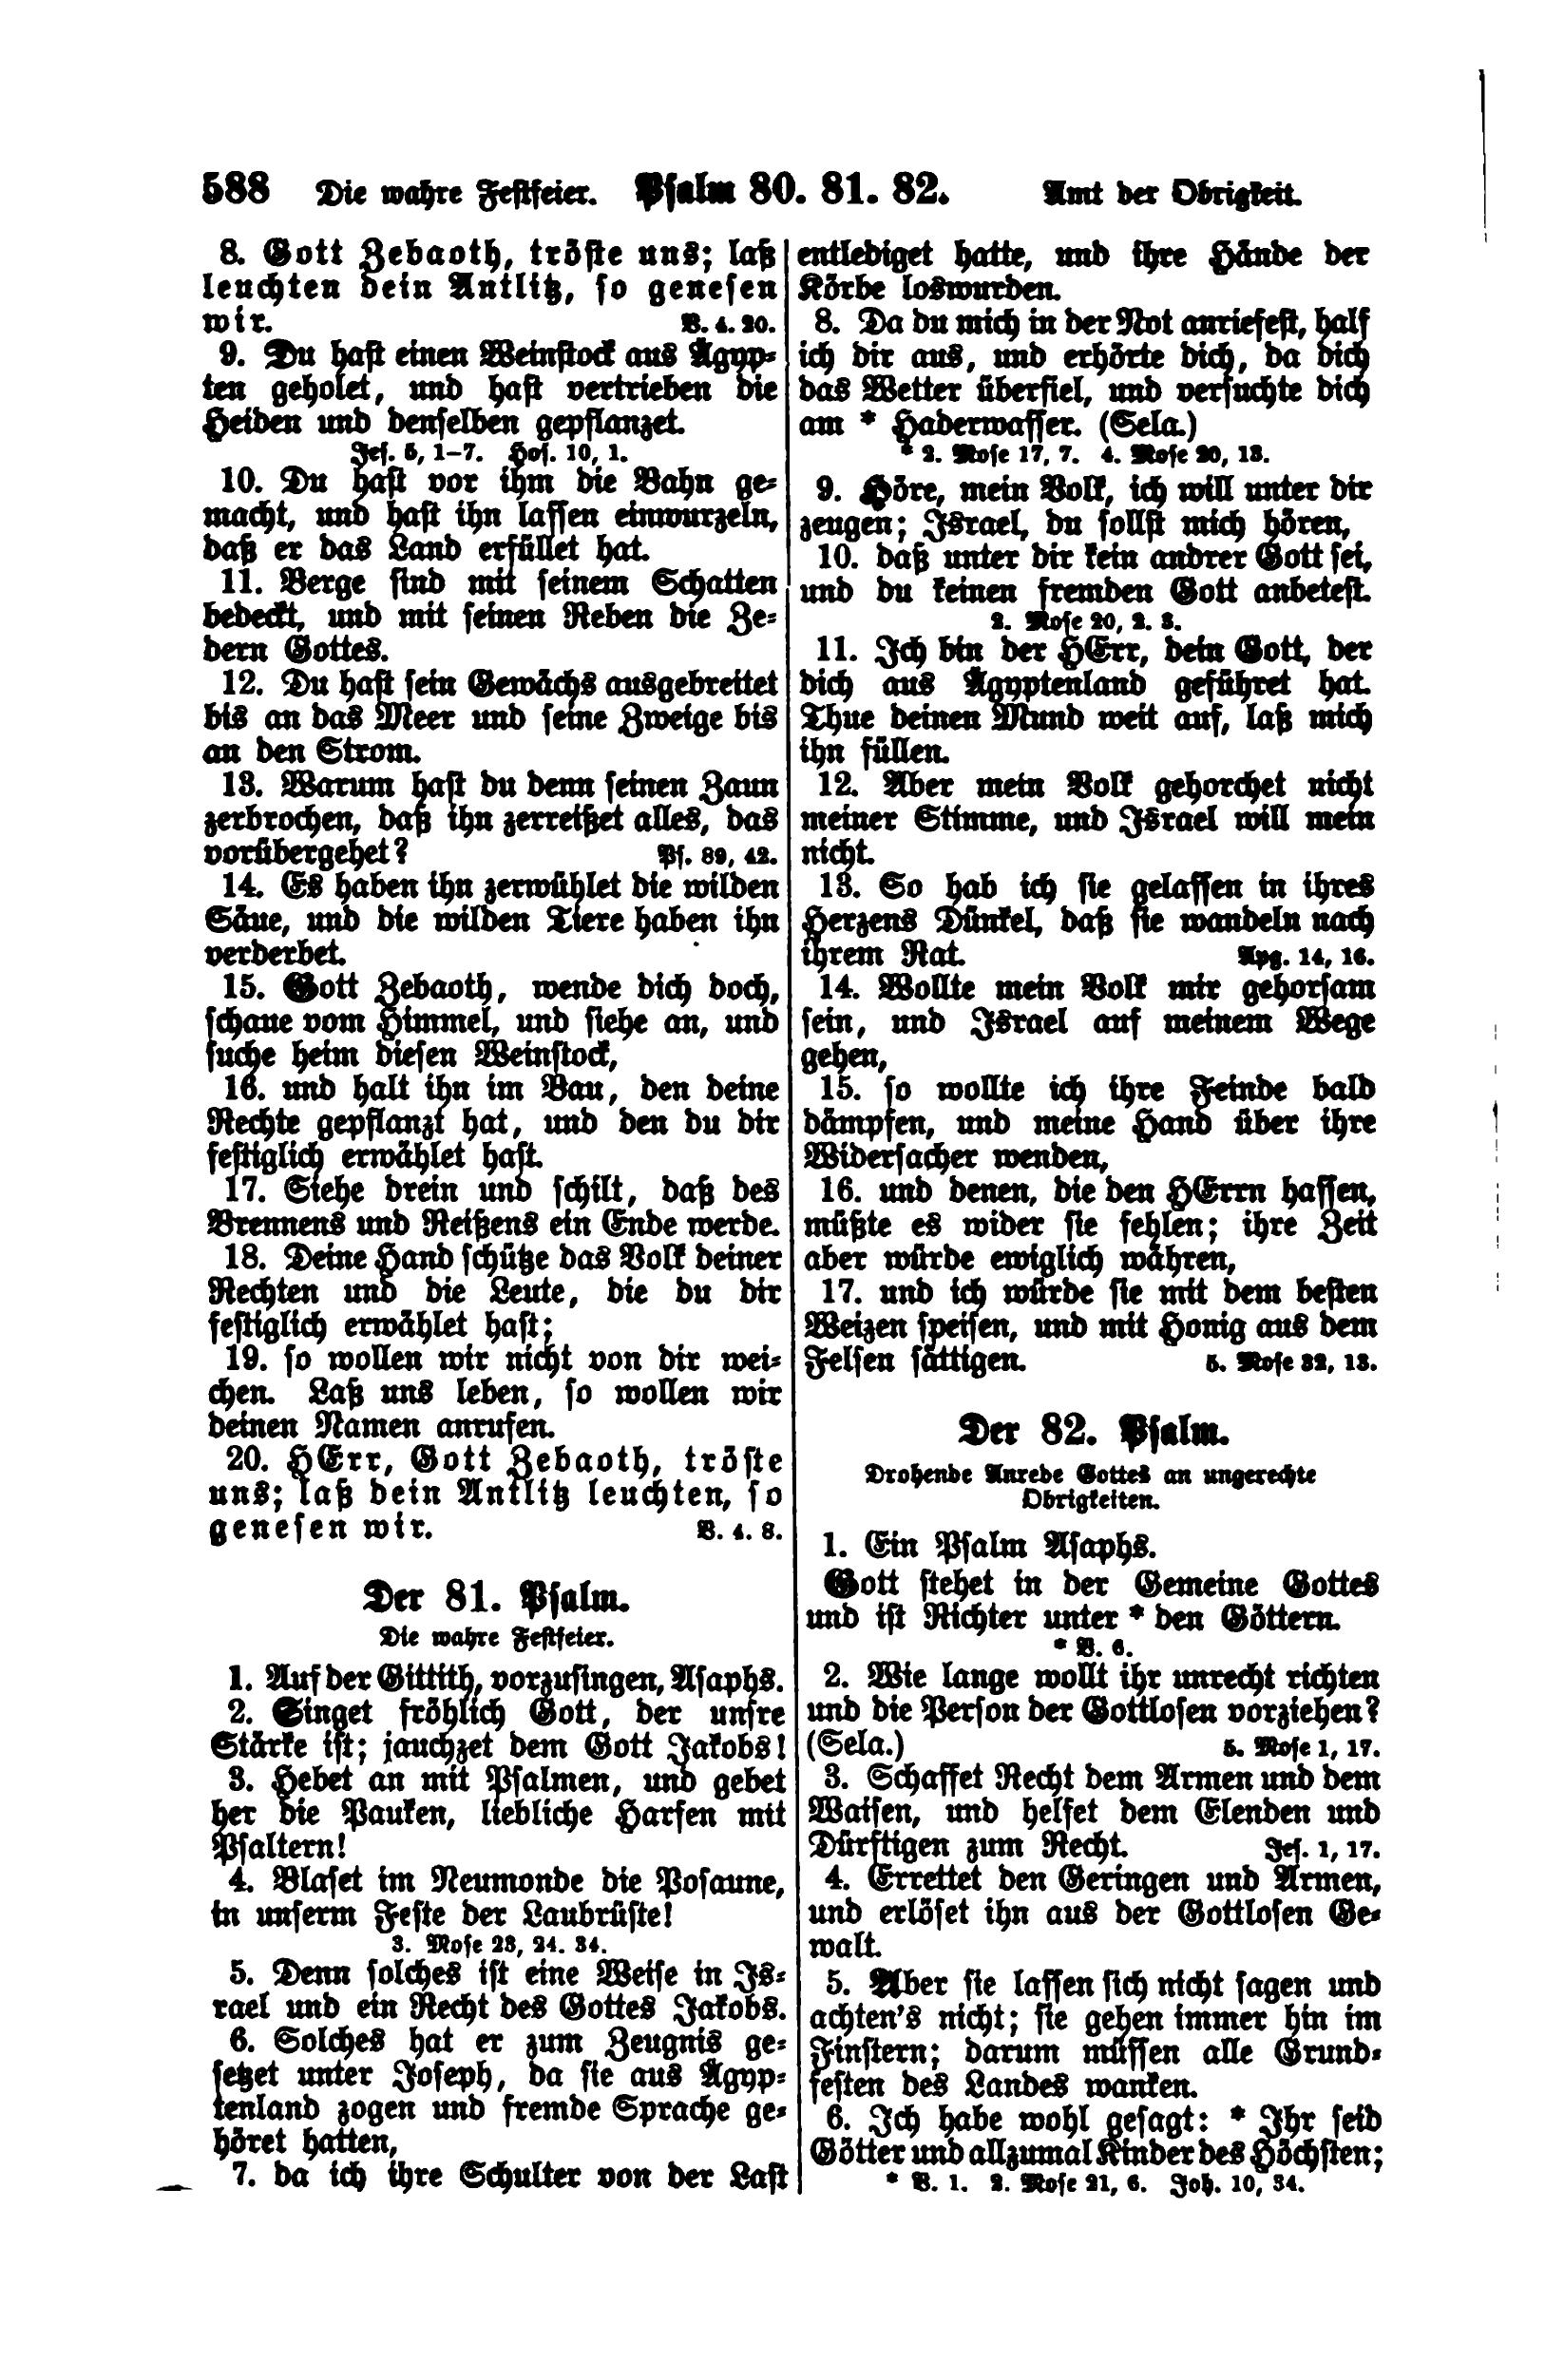 588 Die wahre Festfeier. Psalm 80. 81. 82. Amt der Obrigkeit.
8. Gott Zebaoth, tröste uns; laß
leuchten dein Antlitz, so genesen
wir. V. 4. 20.
9. Du hast einen Weinstock aus Ägyp-
ten geholet, und hast vertrieben die
Heiden und denselben gepflanzet.
Jes. 5, 1-7. Hos. 10, 1.
10. Du hast vor ihm die Bahn ge-
macht, und hast ihn lassen einwurzeln,
daß er das Land erfüllet hat.
11. Berge sind mit seinem Schatten
bedeckt, und mit seinen Reben die Ze-
dern Gottes.
12. Du hast sein Gewächs ausgebreitet
bis an das Meer und seine Zweige bis
an den Strom.
13. Warum hast du denn seinen Zaun
zerbrochen, daß ihn zerreißet alles, das
vorübergehet? Ps. 89, 42.
14. Es haben ihn zerwühlet die wilden
Säue, und die wilden Tiere haben ihn
verderbet.
15. Gott Zebaoth, wende dich doch,
schaue vom Himmel, und siehe an, und
suche heim diesen Weinstock,
16. und halt ihn im Bau, den deine
Rechte gepflanzt hat, und den du dir
festiglich erwählet hast.
17. Siehe drein und schilt, daß des
Brennens und Reißens ein Ende werde.
18. Deine Hand schütze das Volk deiner
Rechten und die Leute, die du dir
festiglich erwählet hast;
19. so wollen wir nicht von dir wei-
chen. Laß uns leben, so wollen wir
deinen Namen anrufen.
20. HErr, Gott Zebaoth, tröste
uns; laß dein Antlitz leuchten, so
genesen wir. V. 4. 8.
Der 81. Psalm.
Die wahre Festfeier.
1. Auf der Gittith, vorzusingen, Asaphs.
2. Singet fröhlich Gott, der unsre
Stärke ist; jauchzet dem Gott Jakobs!
3. Hebet an mit Psalmen, und gebet
her die Pauken, liebliche Harfen mit
Psaltern!
4. Blaset im Neumonde die Posaune,
in unserm Feste der Laubrüste!
3. Mose 23, 24. 34.
5. Denn solches ist eine Weise in Is-
rael und ein Recht des Gottes Jakobs.
6. Solches hat er zum Zeugnis ge-
setzet unter Joseph, da sie aus Ägyp-
tenland zogen und fremde Sprache ge-
höret hatten,
7. da ich ihre Schulter von der Last
entlediget hatte, und ihre Hände der
Körbe loswurden.
8. Da du mich in der Not anriefest, half
ich dir aus, und erhörte dich, da dich
das Wetter überfiel, und versuchte dich
am * Haderwasser. (Sela.)
* 2. Mose 17, 7. 4. Mose 20, 13.
9. Höre, mein Volk, ich will unter dir
zeugen; Israel, du sollst mich hören,
10. daß unter dir kein andrer Gott sei,
und du keinen fremden Gott anbetest.
2. Mose 20, 2. 3.
11. Ich bin der HErr, dein Gott, der
dich aus Ägyptenland geführet hat.
Thue deinen Mund weit auf, laß mich
ihn füllen.
12. Aber mein Volk gehorchet nicht
meiner Stimme, und Israel will mein
nicht.
13. So hab ich sie gelassen in ihres
Herzens Dünkel, daß sie wandeln nach
ihrem Rat. Apg. 14, 16.
14. Wollte mein Volk mir gehorsam
sein, und Israel auf meinem Wege
gehen,
15. so wollte ich ihre Feinde bald
dämpfen, und meine Hand über ihre
Widersacher wenden,
16. und denen, die den HErrn hassen,
müßte es wider sie fehlen; ihre Zeit
aber würde ewiglich währen,
17. und ich würde sie mit dem besten
Weizen speisen, und mit Honig aus dem
Felsen sättigen. 5. Mose 32, 13.
Der 82. Psalm.
Drohende Anrede Gottes an ungerechte
Obrigkeiten.
1. Ein Psalm Asaphs.
Gott stehet in der Gemeine Gottes
und ist Richter unter * den Göttern.
* V. 6.
2. Wie lange wollt ihr unrecht richten
und die Person der Gottlosen vorziehen?
(Sela.) 5. Mose 1, 17.
3. Schaffet Recht dem Armen und dem
Waisen, und helfet dem Elenden und
Dürftigen zum Recht. Jes. 1, 17.
4. Errettet den Geringen und Armen,
und erlöset ihn aus der Gottlosen Ge-
walt.
5. Aber sie lassen sich nicht sagen und
achten's nicht; sie gehen immer hin im
Finstern; darum müssen alle Grund-
festen des Landes wanken.
6. Ich habe wohl gesagt: * Ihr seid
Götter und allzumal Kinder des Höchsten;
* V. 1. 2. Mose 21, 6. Joh. 10, 34.